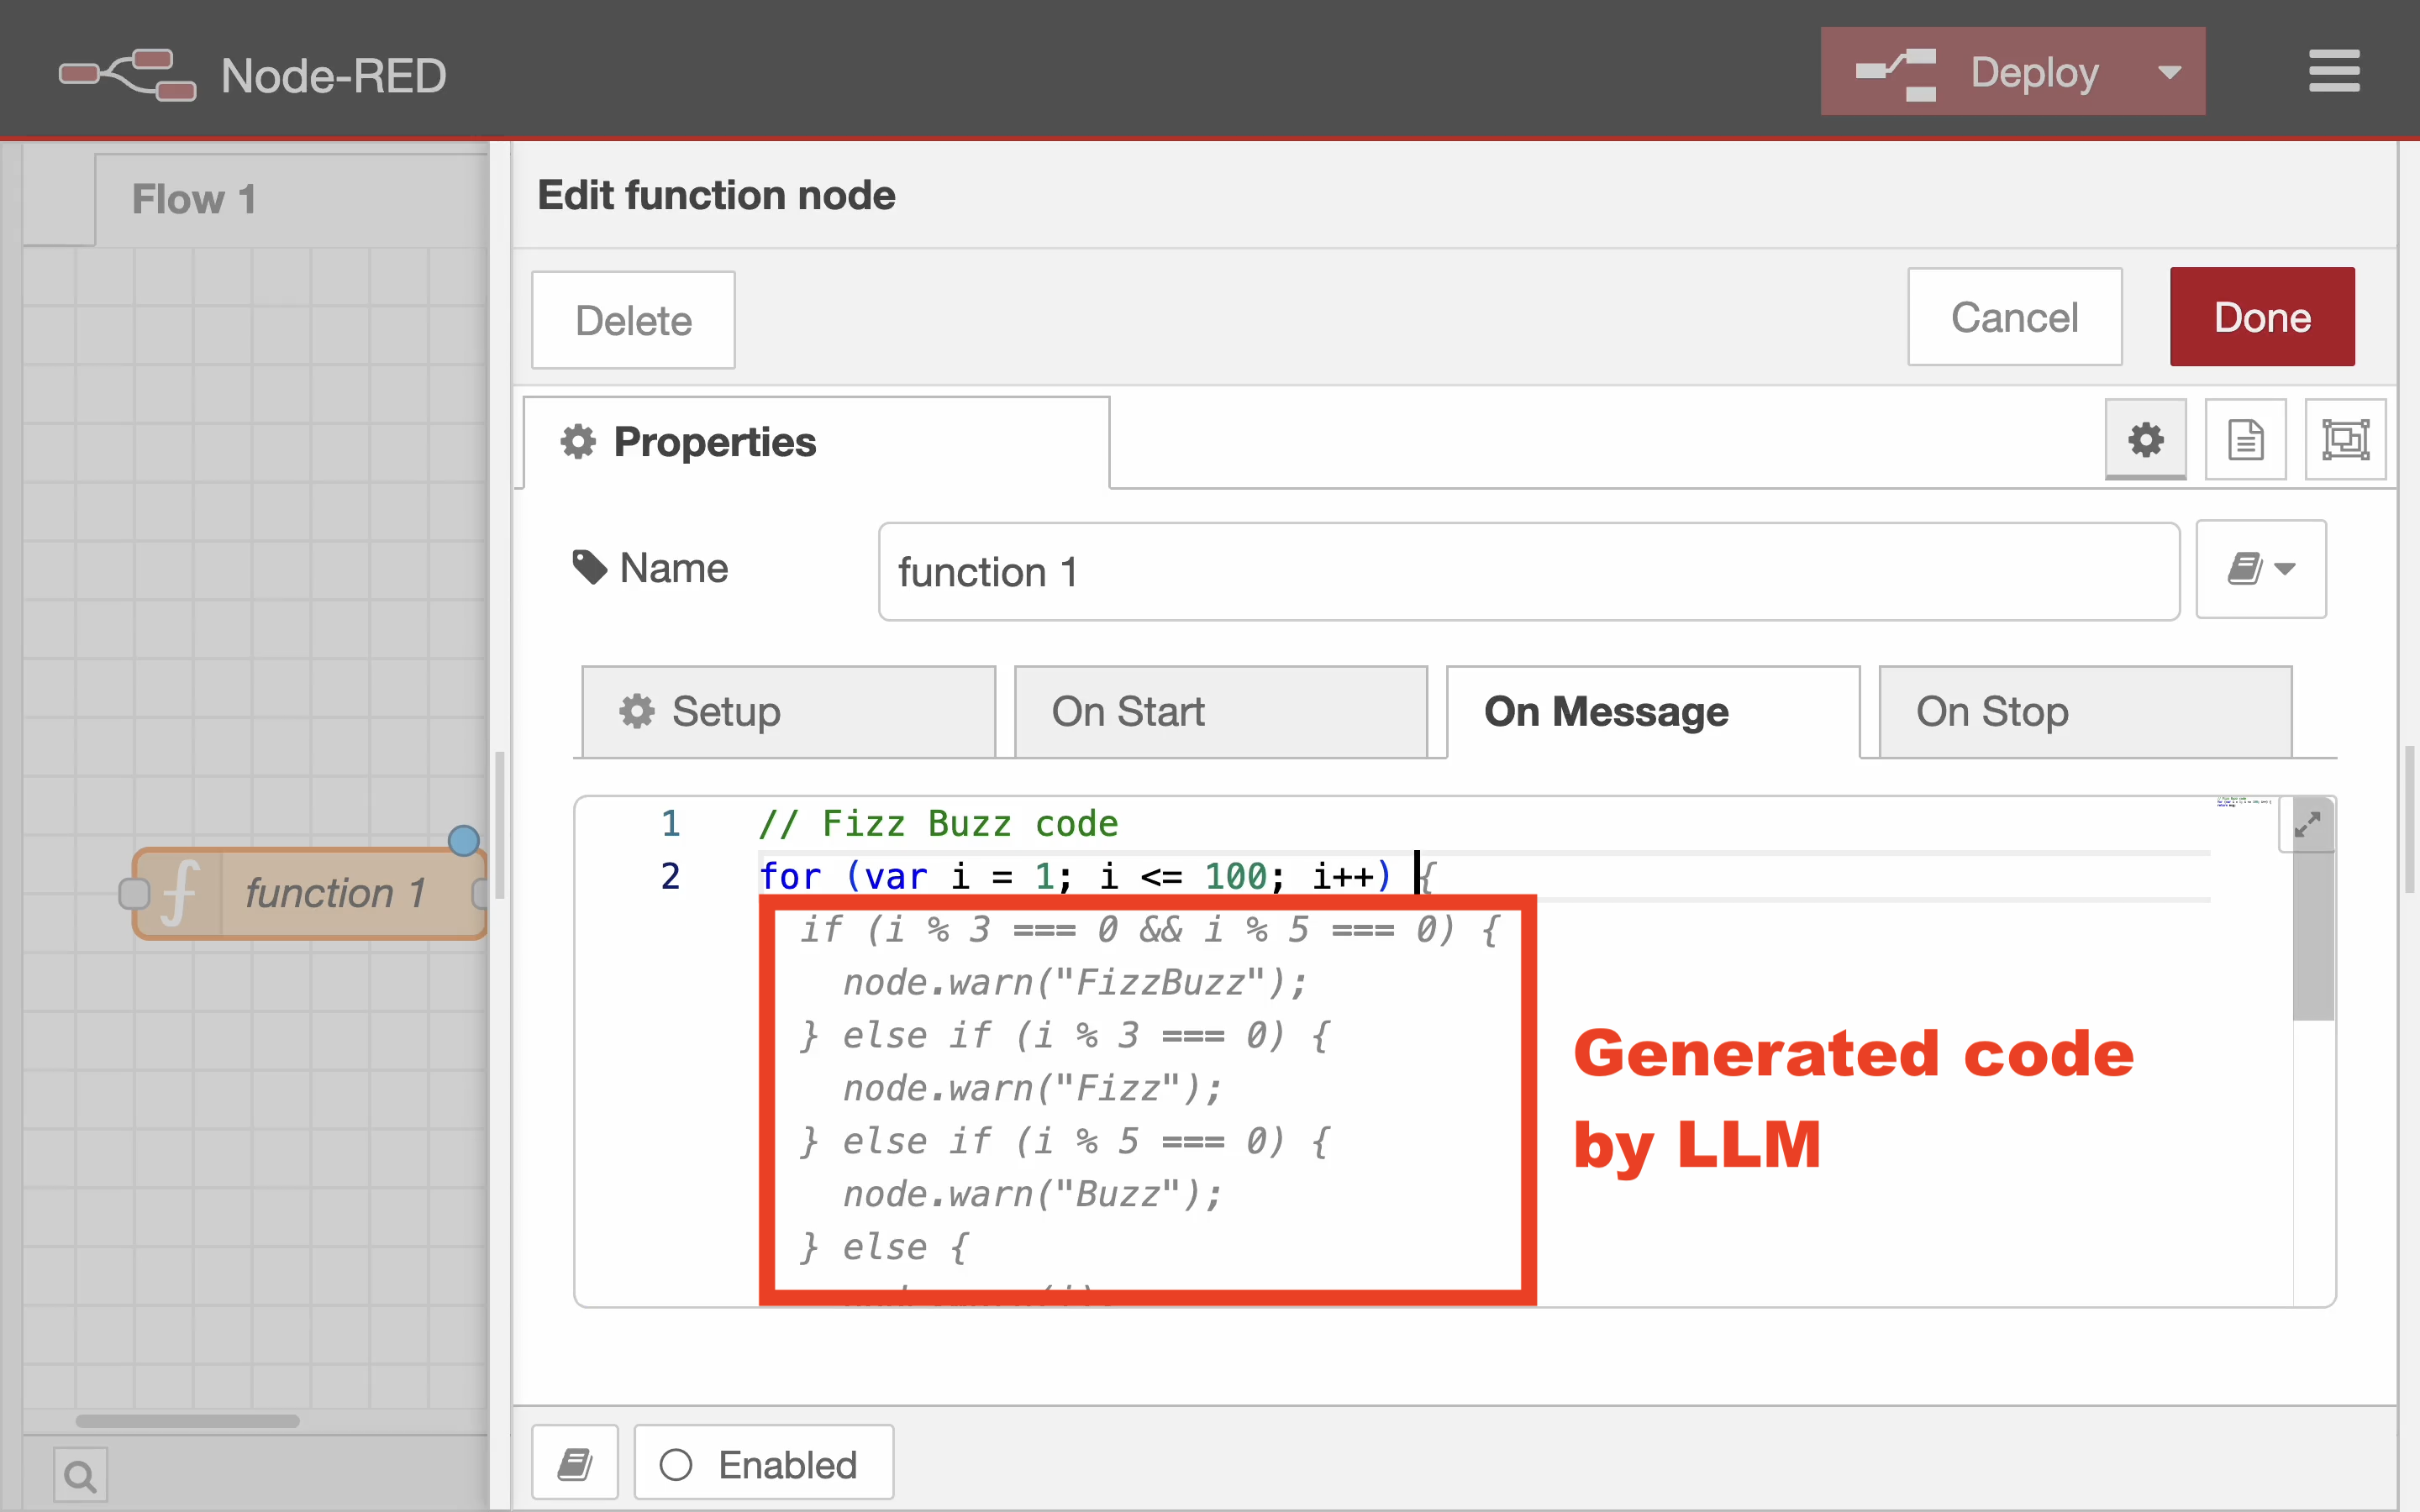 Node-RED
Deploy
Flow 1
Edit function node
Delete
Cancel
Done
Properties
Name
function 1
Setup
On Start
On Message
On Stop
function 1
1 // Fizz Buzz code
2 for (var i = 1; i <= 100; i++) {
if (i % 3 === 0 && i % 5 === 0) {
node.warn("FizzBuzz");
} else if (i % 3 === 0) {
node.warn("Fizz");
} else if (i % 5 === 0) {
node.warn("Buzz");
} else {
Generated code
by LLM
Enabled